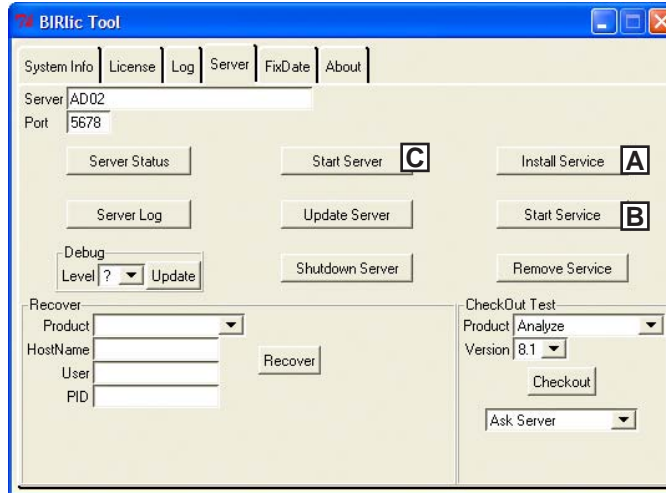 BIRlic Tool
System Info License Log Server FixDate About
Server AD02
Port 5678
Server Status Start Server C Install Service A
Server Log Update Server Start Service B
Debug
Level ? Update
Shutdown Server Remove Service
Recover
Product
HostName
User
PID
Recover
CheckOut Test
Product Analyze
Version 8.1
Checkout
Ask Server